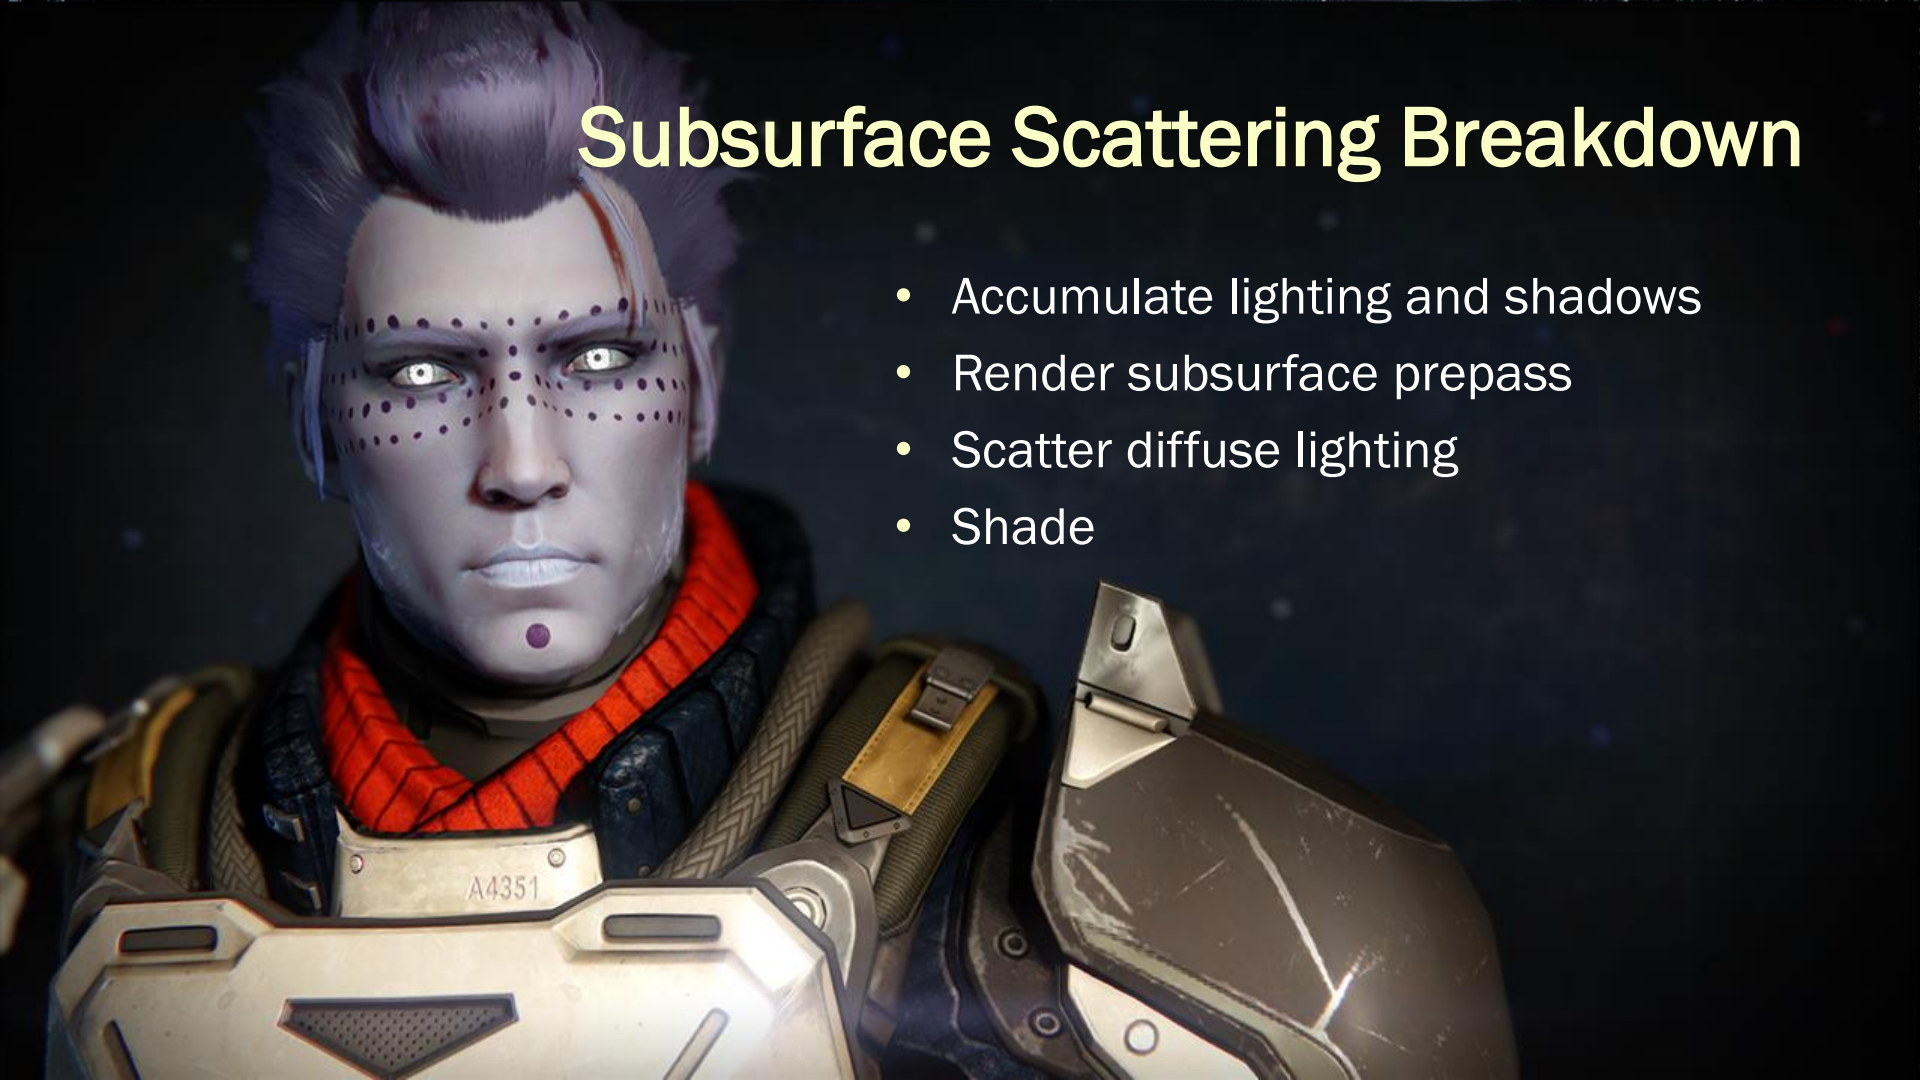 Subsurface Scattering Breakdown
• Accumulate lighting and shadows
• Render subsurface prepass
• Scatter diffuse lighting
• Shade
A4351